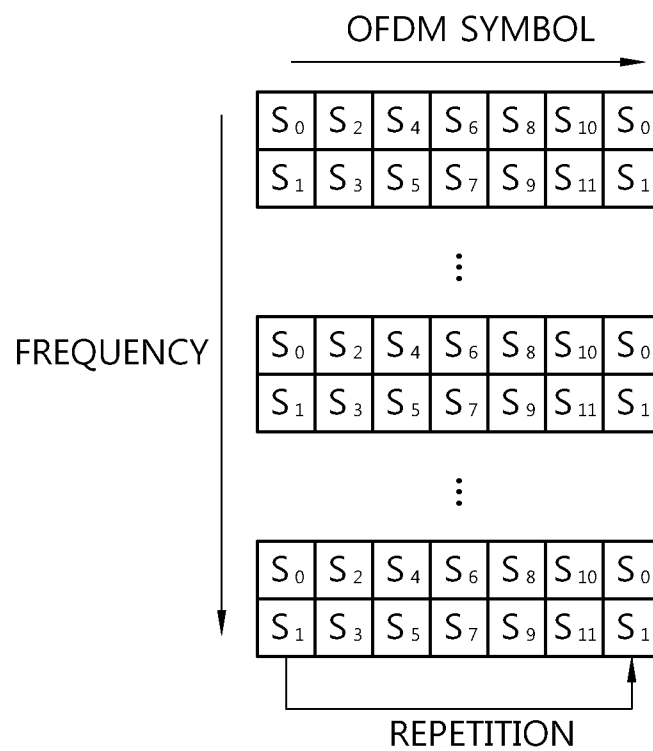 OFDM SYMBOL
S0 S2 S4 S6 S8 S10 S0
S1 S3 S5 S7 S9 S11 S1
⋮
FREQUENCY
S0 S2 S4 S6 S8 S10 S0
S1 S3 S5 S7 S9 S11 S1
⋮
S0 S2 S4 S6 S8 S10 S0
S1 S3 S5 S7 S9 S11 S1
REPETITION